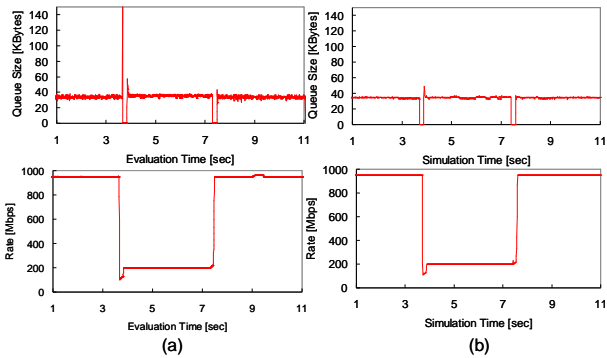 Queue Size [KBytes]
140
120
100
80
60
40
20
0
1 3 5 7 9 11
Evaluation Time [sec]
Queue Size [KBytes]
140
120
100
80
60
40
20
0
1 3 5 7 9 11
Simulation Time [sec]
Rate [Mbps]
1000
800
600
400
200
0
1 3 5 7 9 11
Evaluation Time [sec]
Rate [Mbps]
1000
800
600
400
200
0
1 3 5 7 9 11
Simulation Time [sec]
(a)
(b)